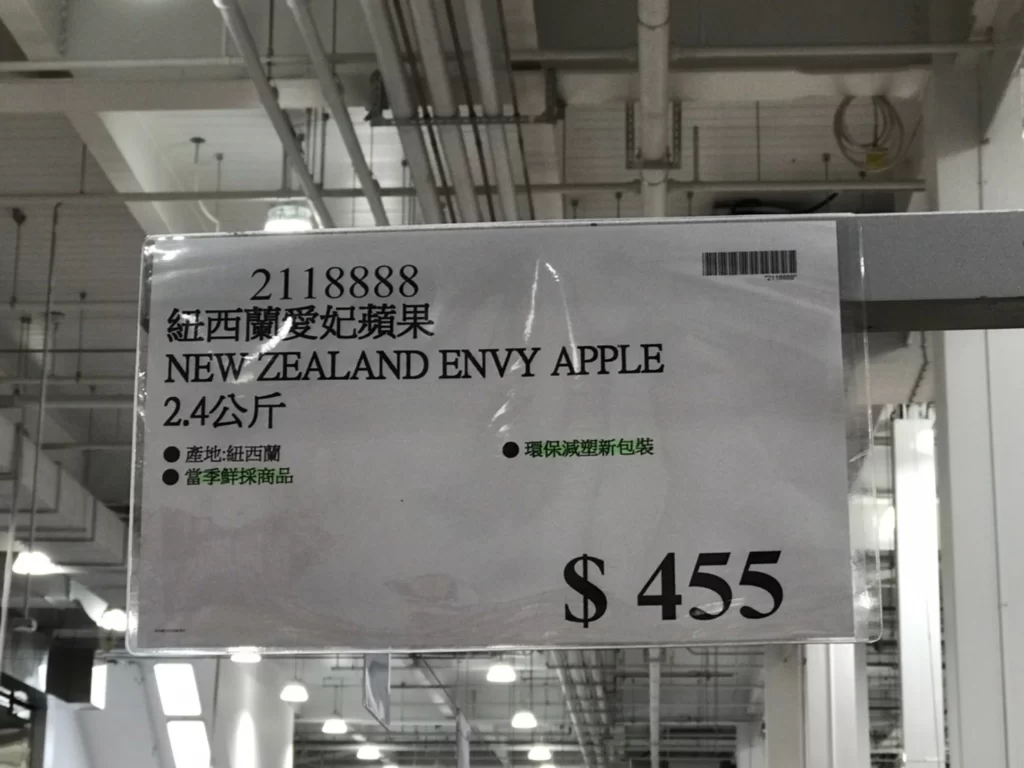 2118888
*2118888*
紐西蘭愛妃蘋果
NEW ZEALAND ENVY APPLE
2.4公斤
● 產地:紐西蘭
● 環保減塑新包裝
● 當季鮮採商品
$ 455